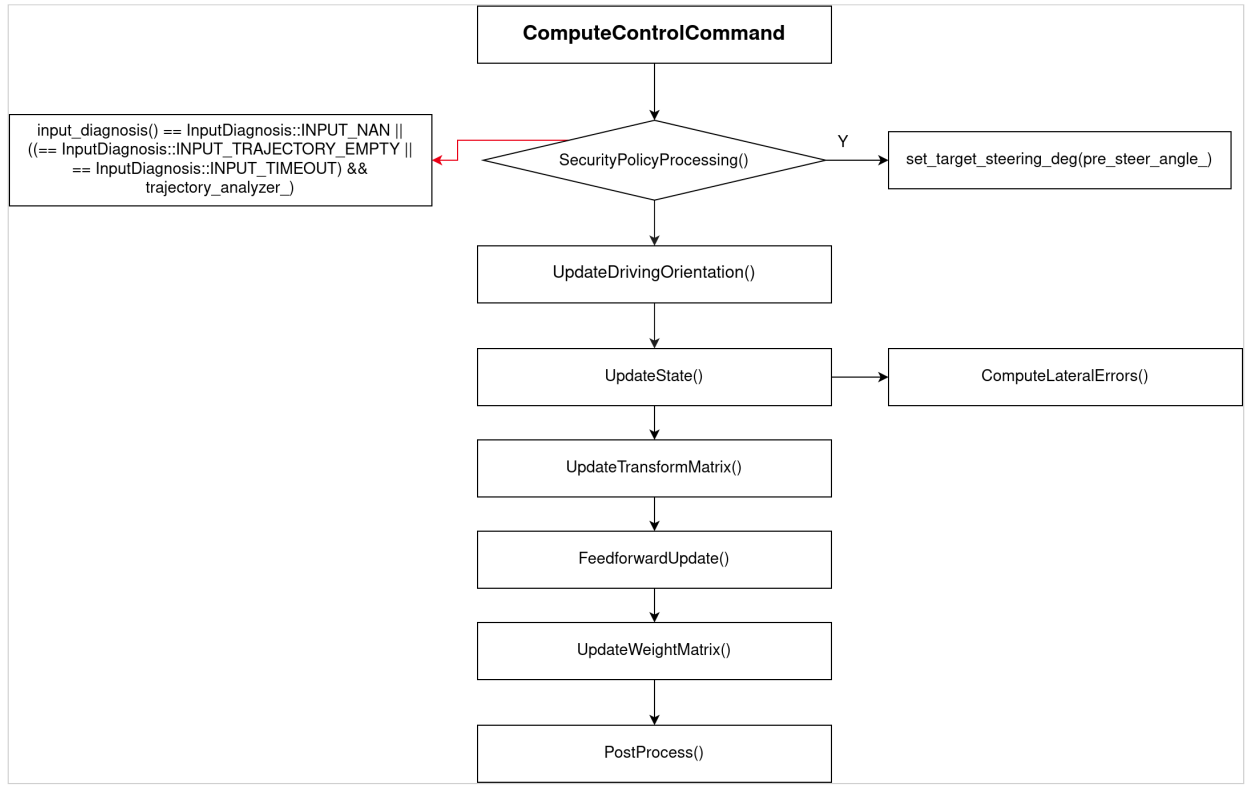 ComputeControlCommand
input_diagnosis() == InputDiagnosis::INPUT_NAN ||
((== InputDiagnosis::INPUT_TRAJECTORY_EMPTY ||
== InputDiagnosis::INPUT_TIMEOUT) &&
trajectory_analyzer_)
SecurityPolicyProcessing()
Y
set_target_steering_deg(pre_steer_angle_)
UpdateDrivingOrientation()
UpdateState()
ComputeLateralErrors()
UpdateTransformMatrix()
FeedforwardUpdate()
UpdateWeightMatrix()
PostProcess()